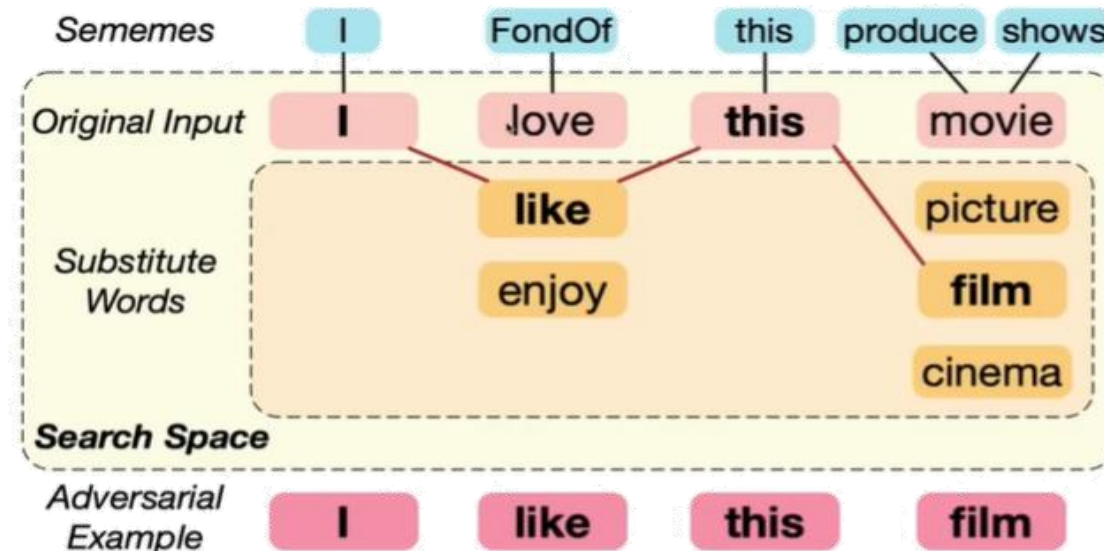 Sememes I FondOf this produce shows
Original Input I love this movie
like picture
Substitute
Words
enjoy film
cinema
Search Space
Adversarial
Example
I like this film